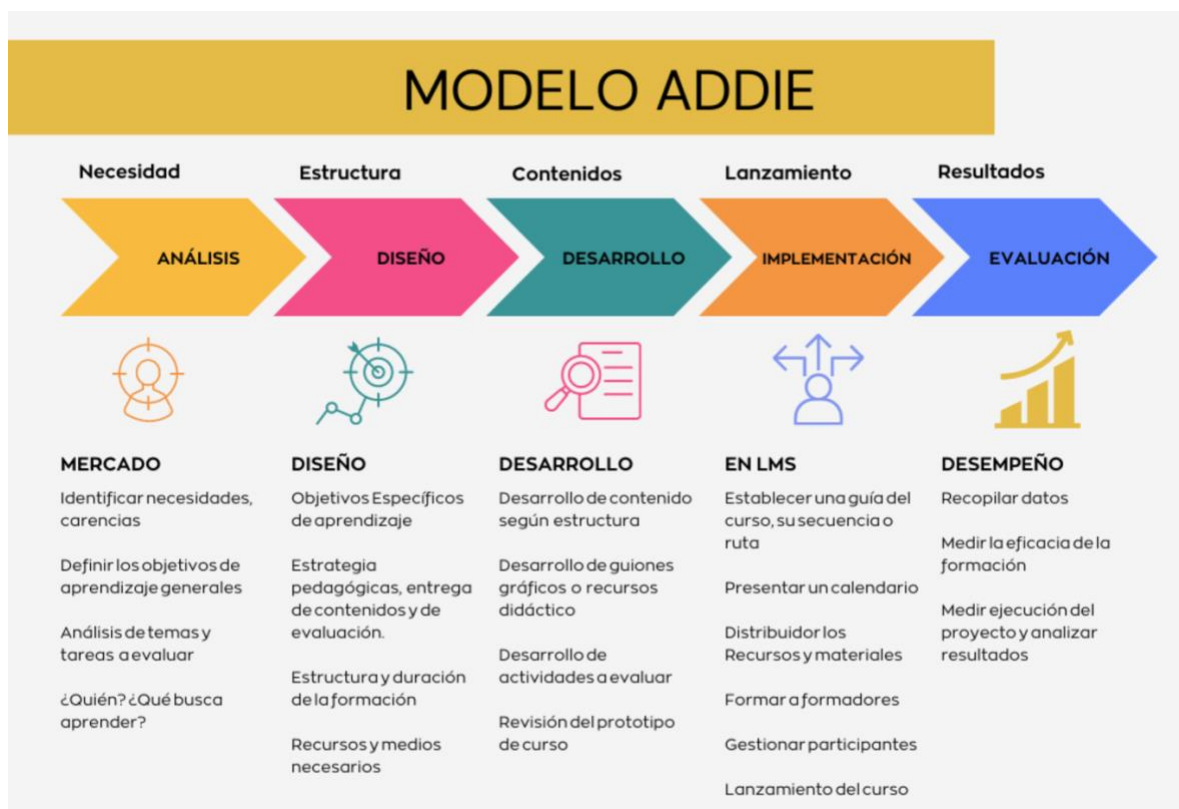 MODELO ADDIE
Necesidad
Estructura
Contenidos
Lanzamiento
Resultados
ANÁLISIS
DISEÑO
DESARROLLO
IMPLEMENTACIÓN
EVALUACIÓN
MERCADO
Identificar necesidades,
carencias
Definir los objetivos de
aprendizaje generales
Análisis de temas y
tareas a evaluar
¿Quién? ¿Qué busca
aprender?
DISEÑO
Objetivos Específicos
de aprendizaje
Estrategia
pedagógicas, entrega
de contenidos y de
evaluación.
Estructura y duración
de la formación
Recursos y medios
necesarios
DESARROLLO
Desarrollo de contenido
según estructura
Desarrollo de guiones
gráficos o recursos
didáctico
Desarrollo de
actividades a evaluar
Revisión del prototipo
de curso
EN LMS
Establecer una guía del
curso, su secuencia o
ruta
Presentar un calendario
Distribuidor los
Recursos y materiales
Formar a formadores
Gestionar participantes
Lanzamiento del curso
DESEMPEÑO
Recopilar datos
Medir la eficacia de la
formación
Medir ejecución del
proyecto y analizar
resultados